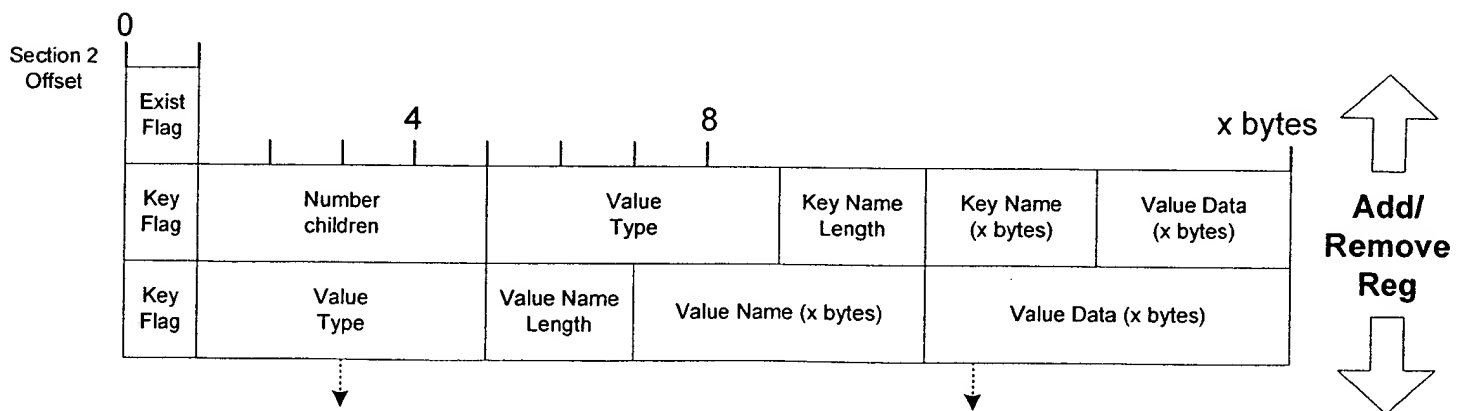 0
Section 2
Offset
Exist
Flag
4
8
x bytes
Key
Flag
Number
children
Value
Type
Key Name
Length
Key Name
(x bytes)
Value Data
(x bytes)
Key
Flag
Value
Type
Value Name
Length
Value Name (x bytes)
Value Data (x bytes)
Add/
Remove
Reg